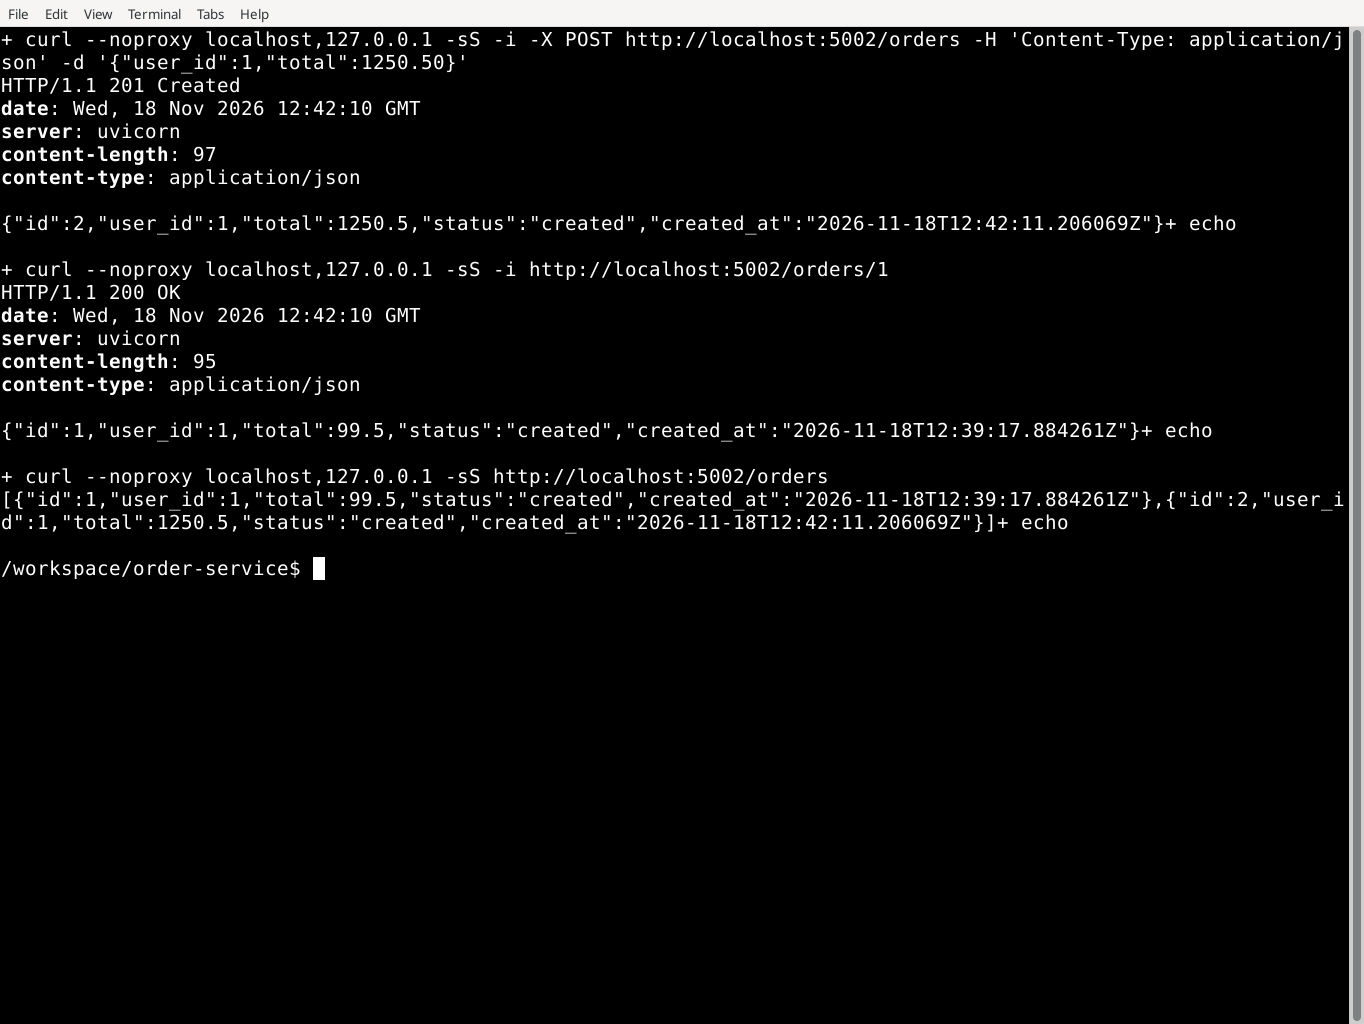 File Edit View Terminal Tabs Help
+ curl --noproxy localhost,127.0.0.1 -sS -i -X POST http://localhost:5002/orders -H 'Content-Type: application/j
son' -d '{"user_id":1,"total":1250.50}'
HTTP/1.1 201 Created
date: Wed, 18 Nov 2026 12:42:10 GMT
server: uvicorn
content-length: 97
content-type: application/json
{"id":2,"user_id":1,"total":1250.5,"status":"created","created_at":"2026-11-18T12:42:11.206069Z"}+ echo
+ curl --noproxy localhost,127.0.0.1 -sS -i http://localhost:5002/orders/1
HTTP/1.1 200 OK
date: Wed, 18 Nov 2026 12:42:10 GMT
server: uvicorn
content-length: 95
content-type: application/json
{"id":1,"user_id":1,"total":99.5,"status":"created","created_at":"2026-11-18T12:39:17.884261Z"}+ echo
+ curl --noproxy localhost,127.0.0.1 -sS http://localhost:5002/orders
[{"id":1,"user_id":1,"total":99.5,"status":"created","created_at":"2026-11-18T12:39:17.884261Z"},{"id":2,"user_i
d":1,"total":1250.5,"status":"created","created_at":"2026-11-18T12:42:11.206069Z"}]+ echo
/workspace/order-service$